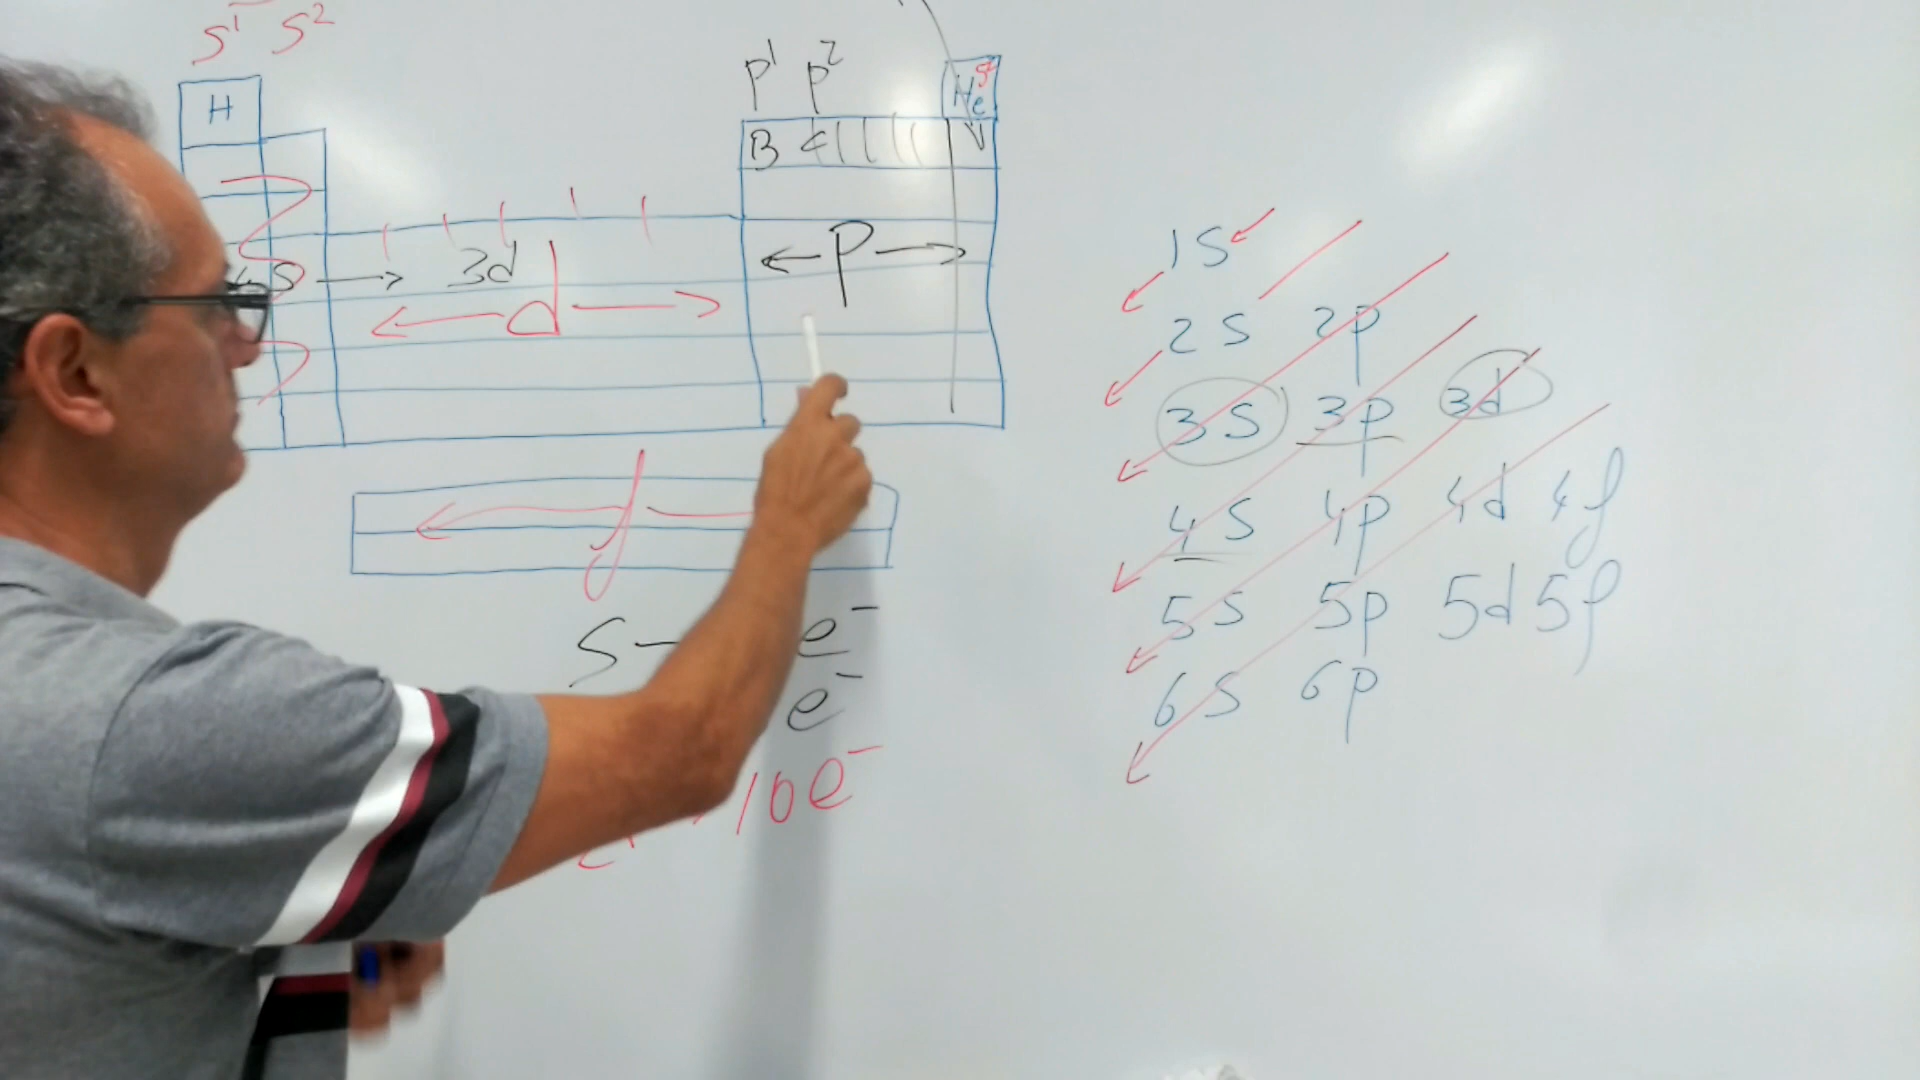 s¹ s²
p¹ p²
H
He s²
B C
s 3d p
d
f
s e⁻
e⁻
10e⁻
1s
2s 2p
3s 3p 3d
4s 4p 4d 4f
5s 5p 5d 5f
6s 6p